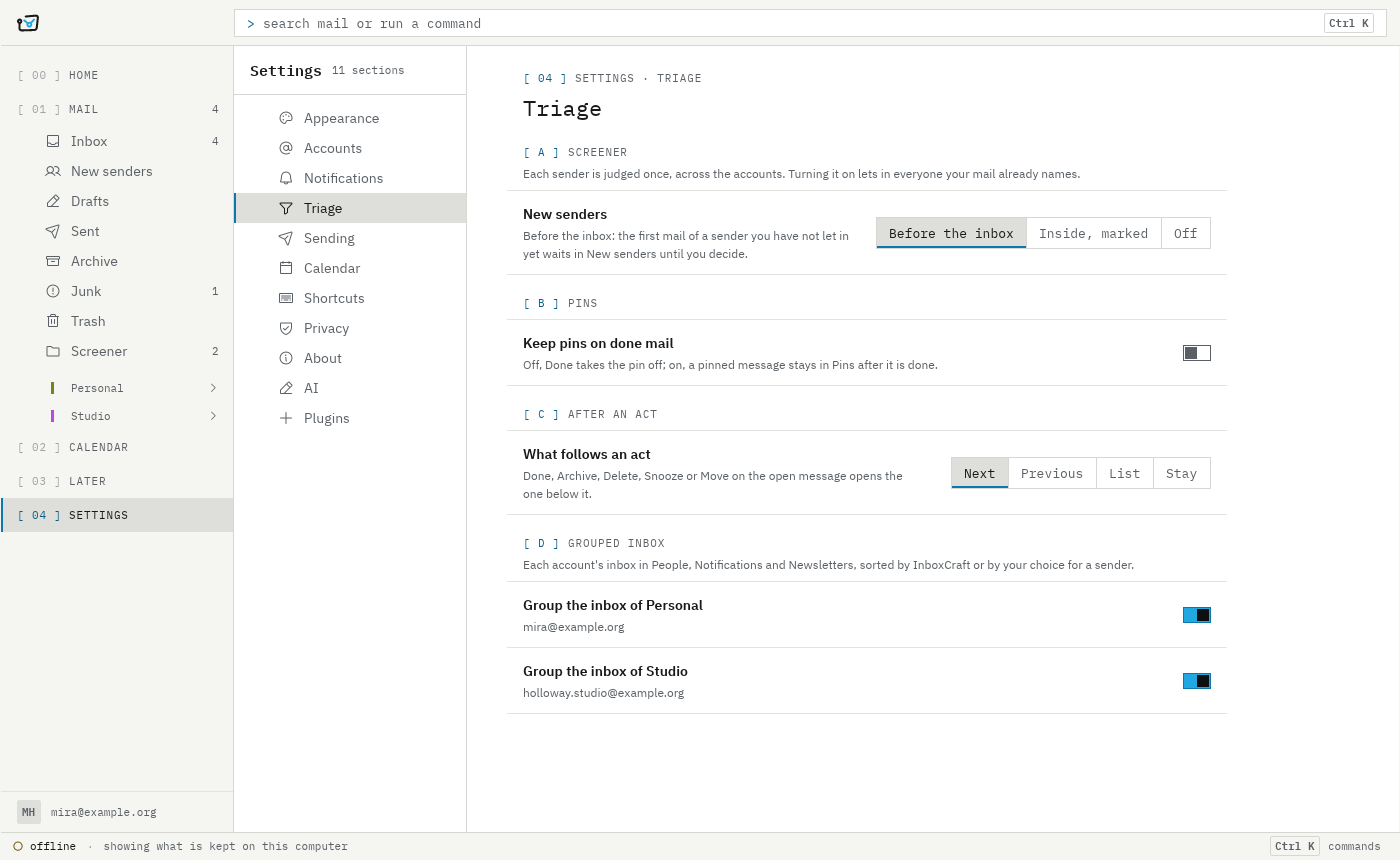 > search mail or run a command Ctrl K
[ 00 ] HOME
[ 01 ] MAIL 4
Inbox 4
New senders
Drafts
Sent
Archive
Junk 1
Trash
Screener 2
Personal
Studio
[ 02 ] CALENDAR
[ 03 ] LATER
[ 04 ] SETTINGS
MH mira@example.org
Settings 11 sections
Appearance
Accounts
Notifications
Triage
Sending
Calendar
Shortcuts
Privacy
About
AI
Plugins
[ 04 ] SETTINGS · TRIAGE
Triage
[ A ] SCREENER
Each sender is judged once, across the accounts. Turning it on lets in everyone your mail already names.
New senders
Before the inbox: the first mail of a sender you have not let in
yet waits in New senders until you decide.
Before the inbox Inside, marked Off
[ B ] PINS
Keep pins on done mail
Off, Done takes the pin off; on, a pinned message stays in Pins after it is done.
[ C ] AFTER AN ACT
What follows an act
Done, Archive, Delete, Snooze or Move on the open message opens the
one below it.
Next Previous List Stay
[ D ] GROUPED INBOX
Each account's inbox in People, Notifications and Newsletters, sorted by InboxCraft or by your choice for a sender.
Group the inbox of Personal
mira@example.org
Group the inbox of Studio
holloway.studio@example.org
offline · showing what is kept on this computer
Ctrl K commands